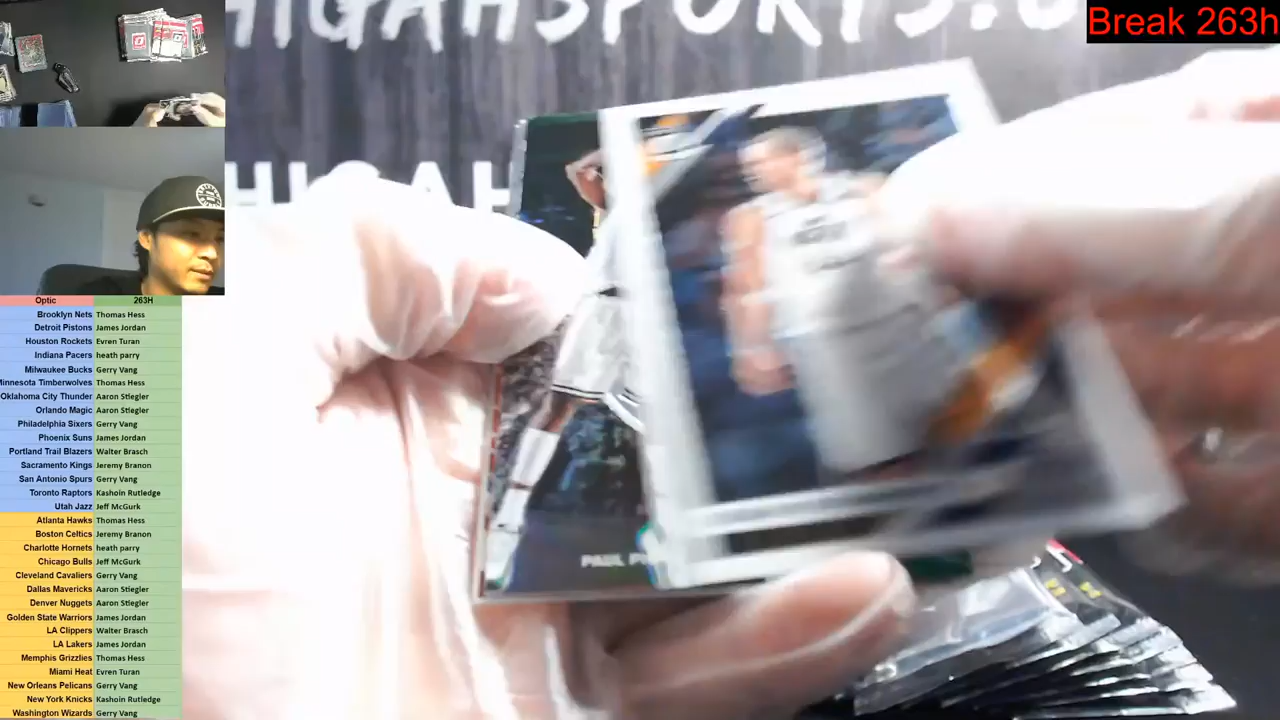 HIGAHSPORTS.C
Break 263h
HIGAH
PAUL P
Optic 263H
Brooklyn Nets Thomas Hess
Detroit Pistons James Jordan
Houston Rockets Evren Turan
Indiana Pacers heath parry
Milwaukee Bucks Gerry Vang
Minnesota Timberwolves Thomas Hess
Oklahoma City Thunder Aaron Stiegler
Orlando Magic Aaron Stiegler
Philadelphia Sixers Gerry Vang
Phoenix Suns James Jordan
Portland Trail Blazers Walter Brasch
Sacramento Kings Jeremy Branon
San Antonio Spurs Gerry Vang
Toronto Raptors Kashoin Rutledge
Utah Jazz Jeff McGurk
Atlanta Hawks Thomas Hess
Boston Celtics Jeremy Branon
Charlotte Hornets heath parry
Chicago Bulls Jeff McGurk
Cleveland Cavaliers Gerry Vang
Dallas Mavericks Aaron Stiegler
Denver Nuggets Aaron Stiegler
Golden State Warriors James Jordan
LA Clippers Walter Brasch
LA Lakers James Jordan
Memphis Grizzlies Thomas Hess
Miami Heat Evren Turan
New Orleans Pelicans Gerry Vang
New York Knicks Kashoin Rutledge
Washington Wizards Gerry Vang